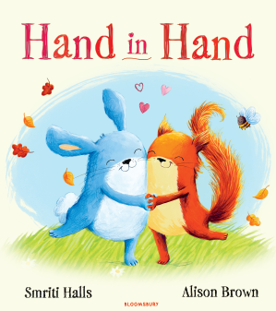 Hand in Hand
Smriti Halls
Alison Brown
BLOOMSBURY